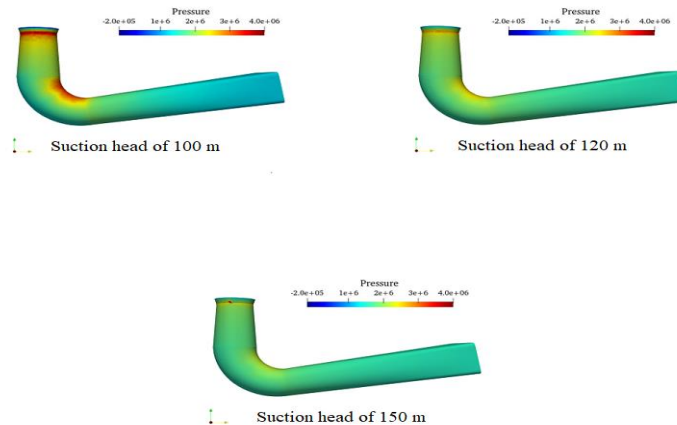 Pressure
-2.0e+05 1e+6 2e+6 3e+6 4.0e+06
Suction head of 100 m
Pressure
-2.0e+05 1e+6 2e+6 3e+6 4.0e+06
Suction head of 120 m
Pressure
-2.0e+05 1e+6 2e+6 3e+6 4.0e+06
Suction head of 150 m